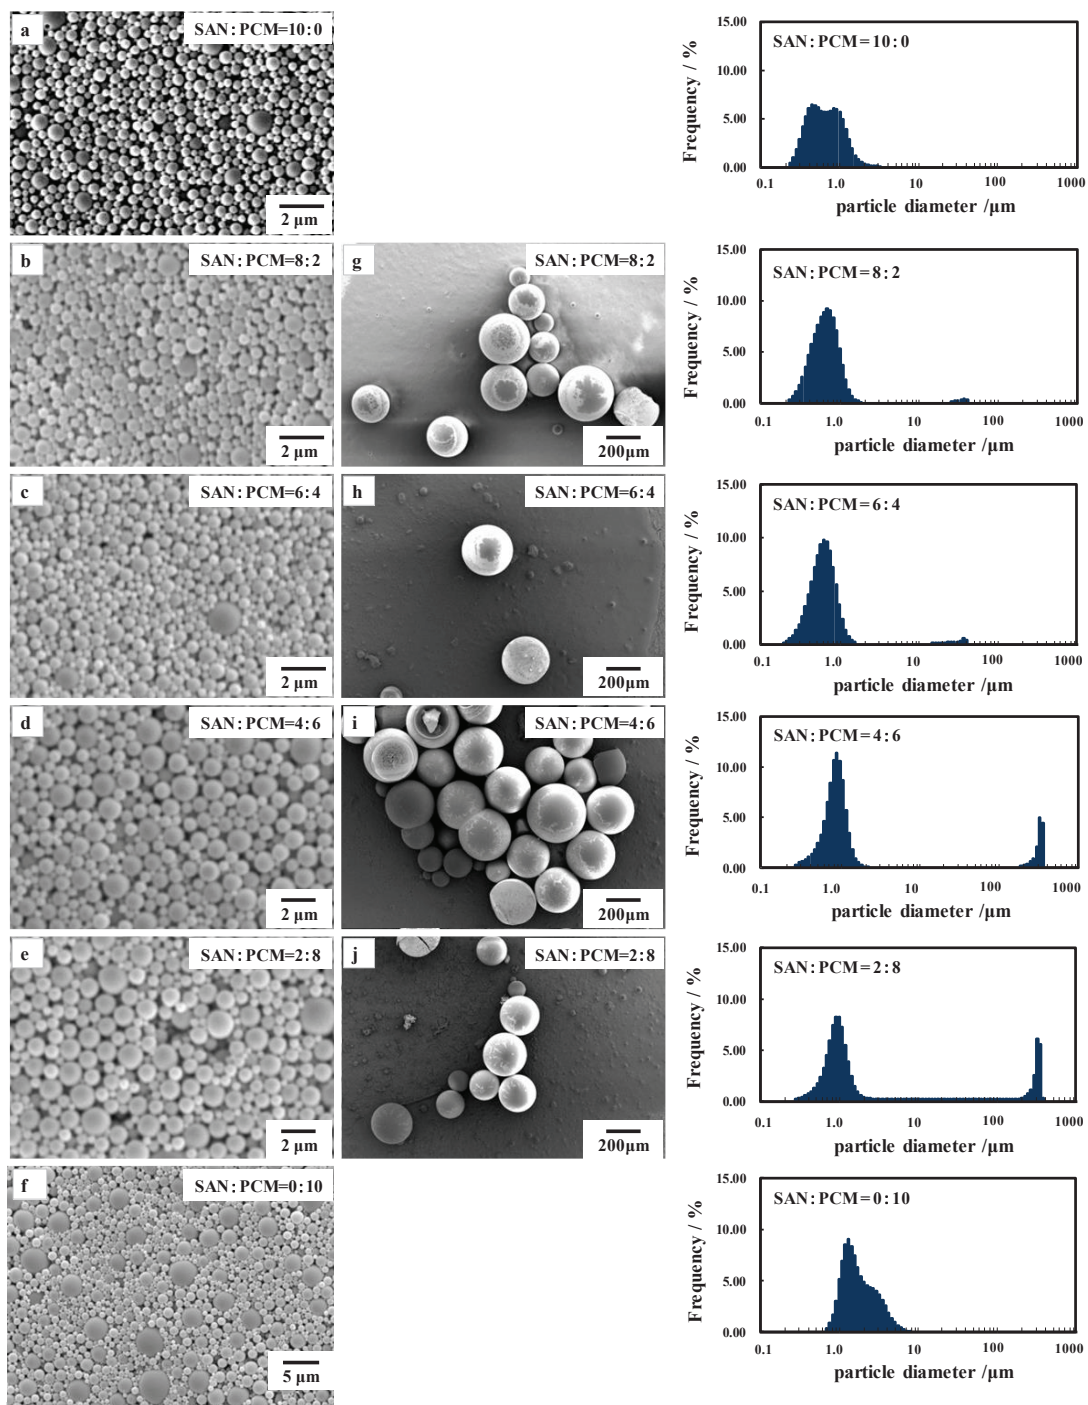 a
SAN:PCM=10:0
2 μm
15.00
10.00
5.00
0.00
Frequency / %
SAN:PCM=10:0
0.1 1.0 10 100 1000
particle diameter /μm
b
SAN:PCM=8:2
2 μm
g
SAN:PCM=8:2
200μm
15.00
10.00
5.00
0.00
Frequency / %
SAN:PCM=8:2
0.1 1.0 10 100 1000
particle diameter /μm
c
SAN:PCM=6:4
2 μm
h
SAN:PCM=6:4
200μm
15.00
10.00
5.00
0.00
Frequency / %
SAN:PCM=6:4
0.1 1.0 10 100 1000
particle diameter /μm
d
SAN:PCM=4:6
2 μm
i
SAN:PCM=4:6
200μm
15.00
10.00
5.00
0.00
Frequency / %
SAN:PCM=4:6
0.1 1.0 10 100 1000
particle diameter /μm
e
SAN:PCM=2:8
2 μm
j
SAN:PCM=2:8
200μm
15.00
10.00
5.00
0.00
Frequency / %
SAN:PCM=2:8
0.1 1.0 10 100 1000
particle diameter /μm
f
SAN:PCM=0:10
5 μm
15.00
10.00
5.00
0.00
Frequency / %
SAN:PCM=0:10
0.1 1.0 10 100 1000
particle diameter /μm